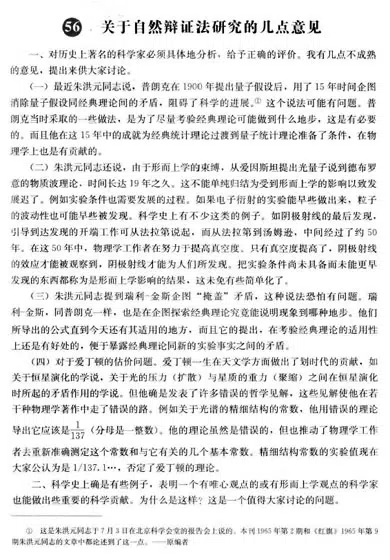 56 关于自然辩证法研究的几点意见
一、对历史上著名的科学家必须具体地分析，给予正确的评价。我有几点不成熟
的意见，提出来供大家讨论。
（一）最近朱洪元同志说，普朗克在 1900 年提出量子假设后，用了 15 年时间企图
消除量子假设同经典理论间的矛盾，阻碍了科学的进展。① 这个说法可能有问题。普
朗克当时采取的一些做法，是为了尽量考验经典理论可能做到什么地步，这是有必要
的。而且他在这 15 年中的成就为经典统计理论过渡到量子统计理论准备了条件，在物
理学上也是有贡献的。
（二）朱洪元同志还说，由于形而上学的束缚，从爱因斯坦提出光量子说到德布罗
意的物质波理论，时间长达 19 年之久。这不能单纯归结为受到形而上学的影响以致发
展迟了。例如实验条件也需要发展的过程。如果电子衍射的实验能早些做出来，粒子
的波动性也可能早些被发现。科学史上有不少这类的例子。如阴极射线的最后发现，
引导到达发现的开端工作可从法拉第说起，而从法拉第到汤姆逊，中间经过了约 50
年。在这 50 年中，物理学工作者在努力于提高真空度。只有真空度提高了，阴极射线
的效应才能被观察到，阴极射线才能为人们所发现。把实验条件尚未具备而未能更早
发现的东西都称为是形而上学影响的结果，这未免有些简单化了。
（三）朱洪元同志提到瑞利-金斯企图“掩盖”矛盾，这种说法恐怕有问题。瑞
利-金斯，同普朗克一样，也是在企图探索经典理论究竟能说明现象到哪种地步。他们
所导出的公式直到今天还有其适用的地方，而且它的提出，在考验经典理论的适用性
上还是有好处的，便于暴露经典理论同新的实验事实之间的矛盾。
（四）对于爱丁顿的估价问题。爱丁顿一生在天文学方面做出了划时代的贡献，如
关于恒星演化的学说，关于光的压力（扩散）与星质的重力（聚缩）之间在恒星演化
时所起的矛盾作用的学说。但他确是发表了许多错误的哲学见解，这些见解使他在若
干种物理学著作中走了错误的路。例如关于光谱的精细结构的常数，他用错误的理论
导出它应该是1/137（分母是一整数）。他的理论虽然是错误的，但也推动了物理学工作
者去重新准确测定这个常数和与它有关的几个基本常数。精细结构常数的实验值现在
大家公认为是 1/137.1…，否定了爱丁顿的理论。
二、科学史上确是有些例子，表明一个有唯心观点的或有形而上学观点的科学家
也能做出些重要的科学贡献。为什么是这样？这是一个值得大家讨论的问题。
① 这是朱洪元同志于 7 月 3 日在北京科学会堂的报告会上说的。本刊 1965 年第 2 期和《红旗》1965 年第 9
期朱洪元同志的文章中都论述到了这一点。——原编者